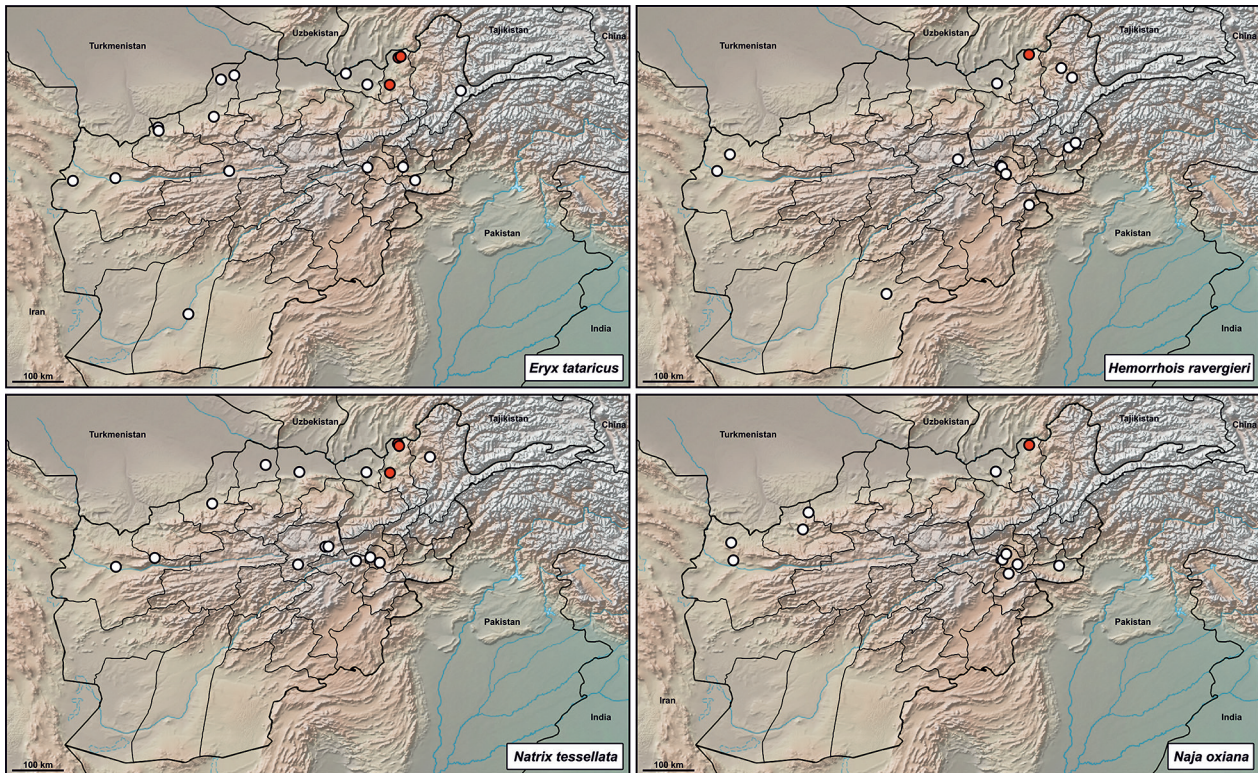 Uzbekistan
Tajikistan
China
Turkmenistan
Pakistan
Iran
India
100 km
Eryx tataricus
Uzbekistan
Tajikistan
China
Turkmenistan
Pakistan
India
100 km
Hemorrhois ravergieri
Uzbekistan
Tajikistan
China
Turkmenistan
Pakistan
India
100 km
Natrix tessellata
Uzbekistan
Tajikistan
China
Turkmenistan
Pakistan
Iran
India
100 km
Naja oxiana